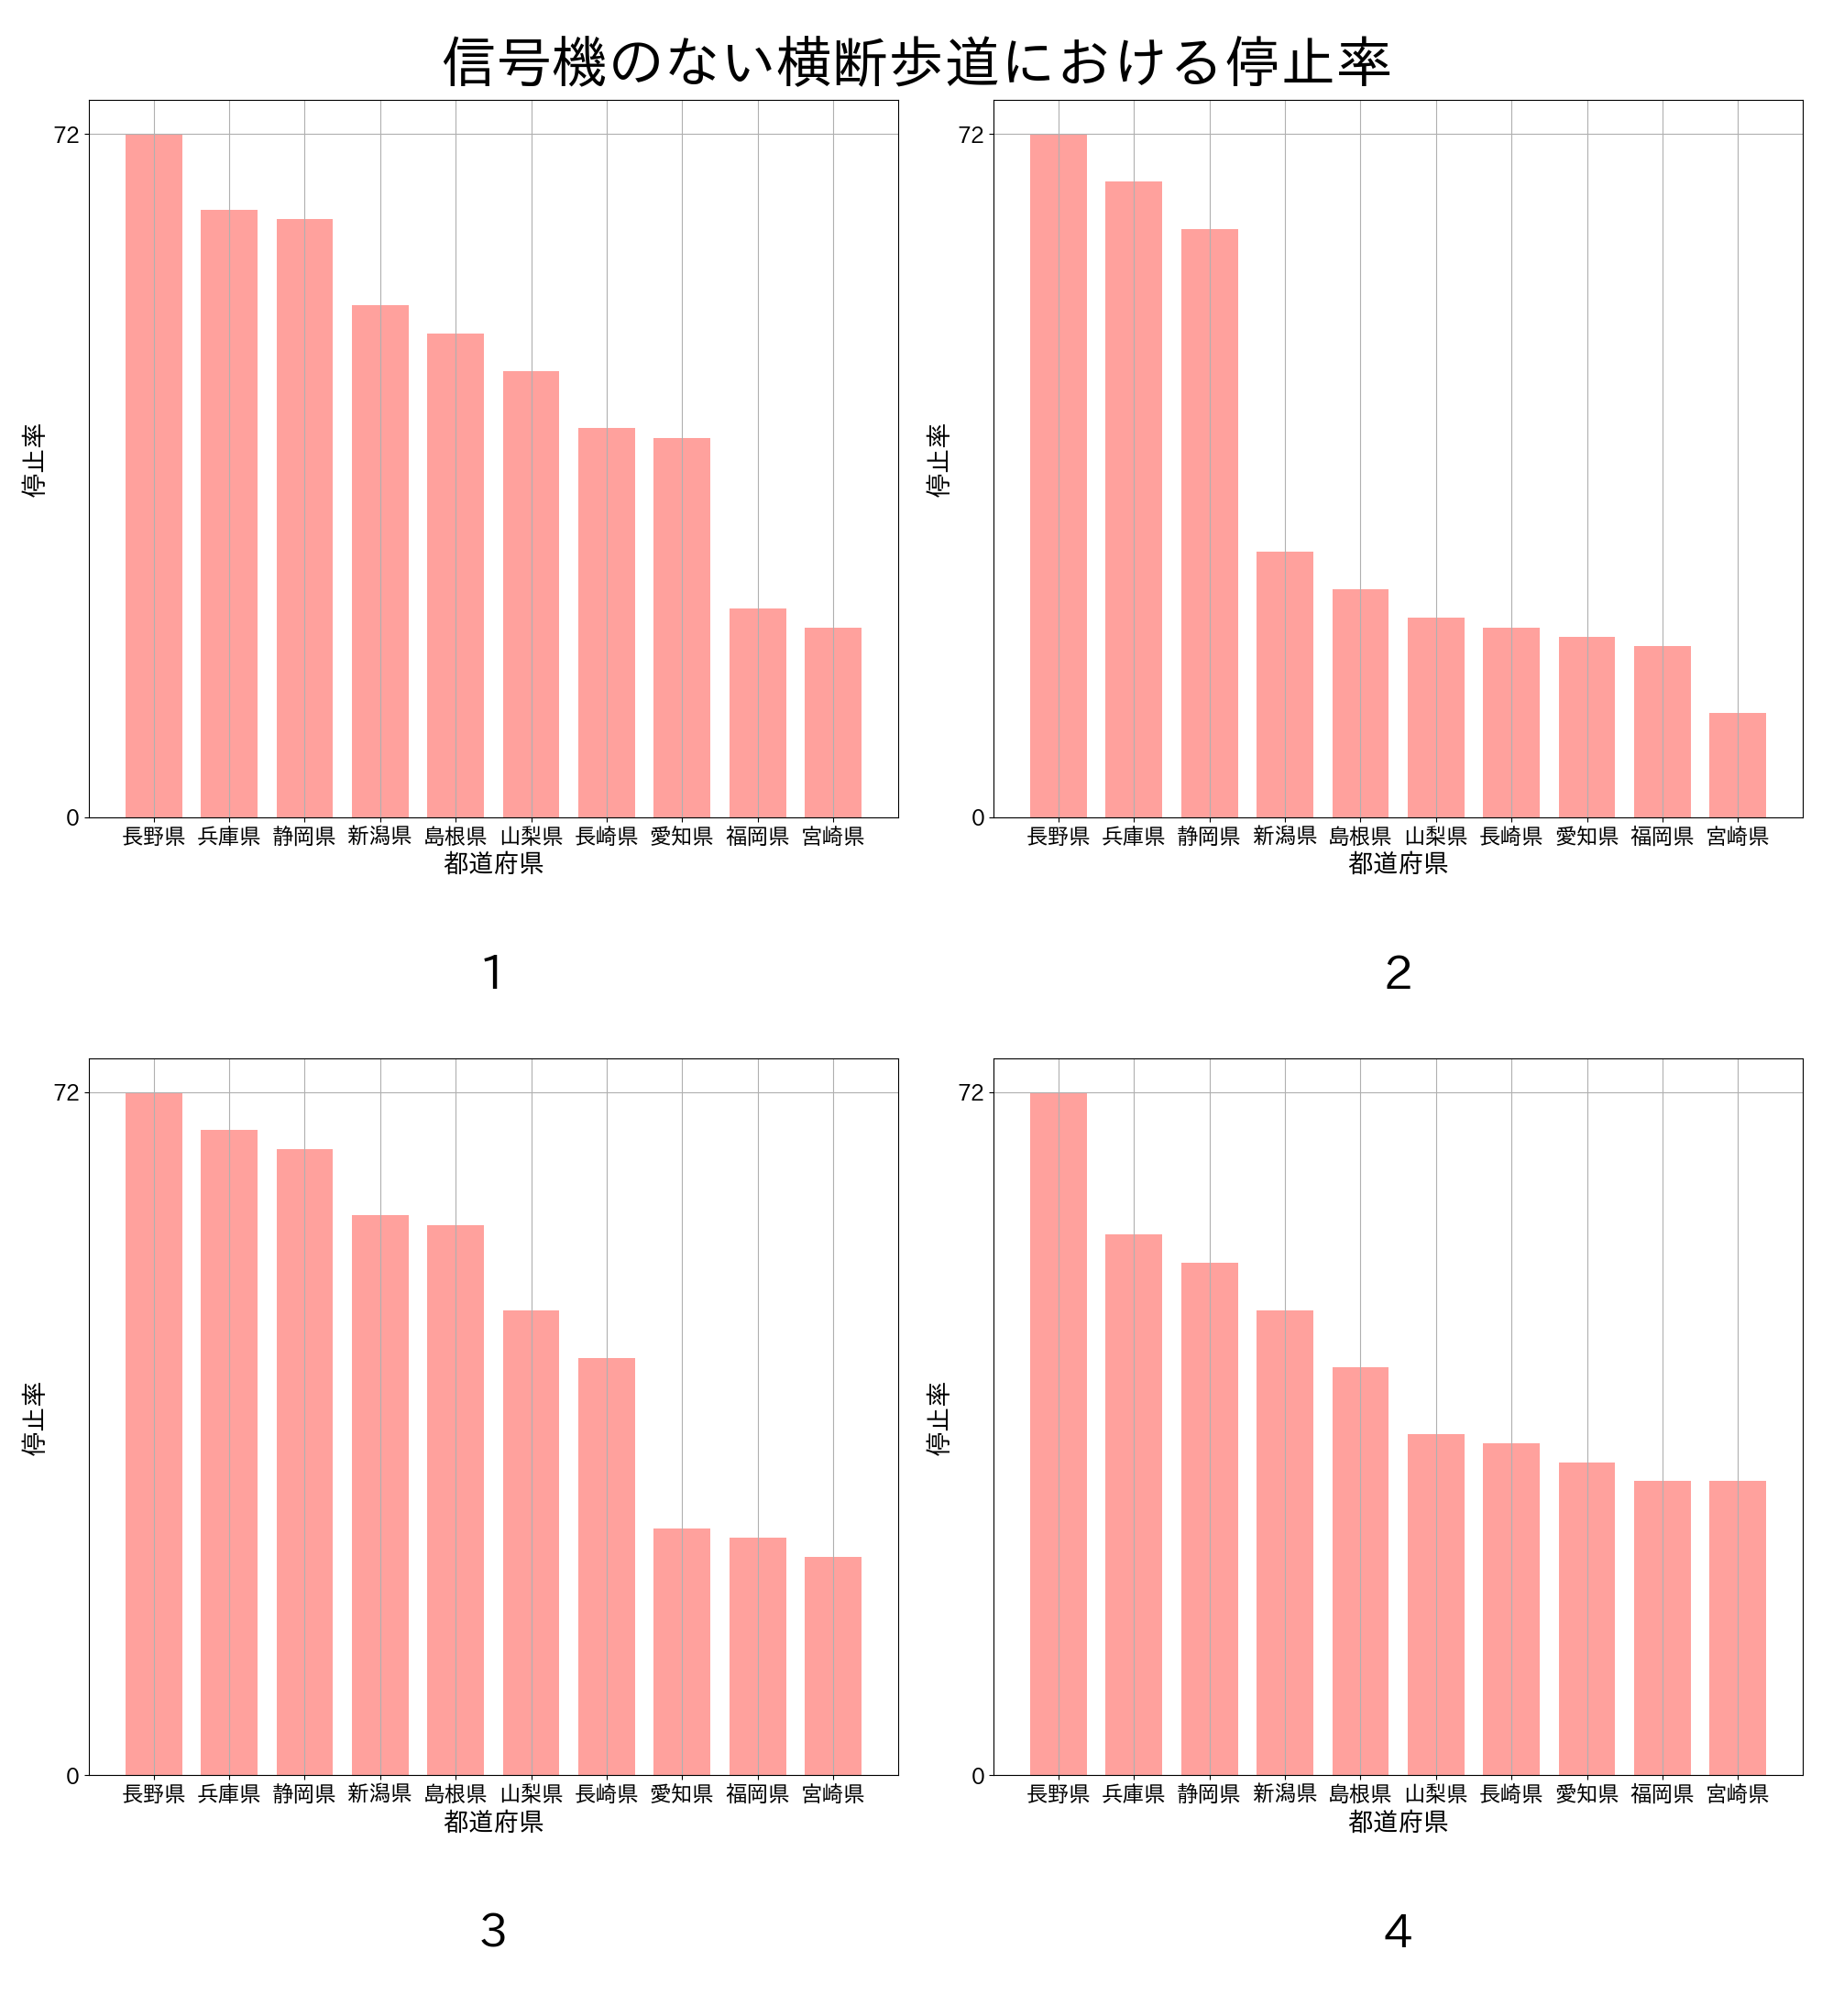 信号機のない横断歩道における停止率
72
停止率
0
長野県 兵庫県 静岡県 新潟県 島根県 山梨県 長崎県 愛知県 福岡県 宮崎県
都道府県
1
72
停止率
0
長野県 兵庫県 静岡県 新潟県 島根県 山梨県 長崎県 愛知県 福岡県 宮崎県
都道府県
2
72
停止率
0
長野県 兵庫県 静岡県 新潟県 島根県 山梨県 長崎県 愛知県 福岡県 宮崎県
都道府県
3
72
停止率
0
長野県 兵庫県 静岡県 新潟県 島根県 山梨県 長崎県 愛知県 福岡県 宮崎県
都道府県
4